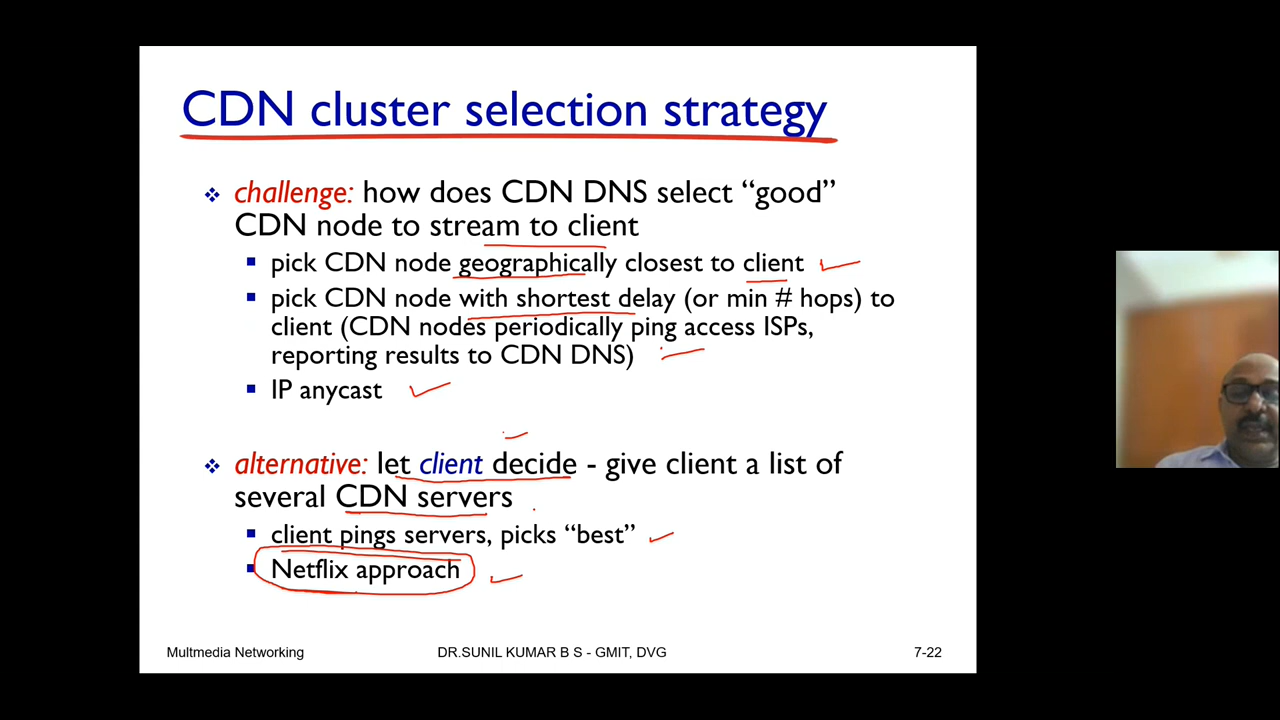 CDN cluster selection strategy
❖ challenge: how does CDN DNS select “good”
CDN node to stream to client
▪ pick CDN node geographically closest to client
▪ pick CDN node with shortest delay (or min # hops) to
client (CDN nodes periodically ping access ISPs,
reporting results to CDN DNS)
▪ IP anycast
❖ alternative: let client decide - give client a list of
several CDN servers
▪ client pings servers, picks “best”
▪ Netflix approach
Multmedia Networking DR.SUNIL KUMAR B S - GMIT, DVG 7-22